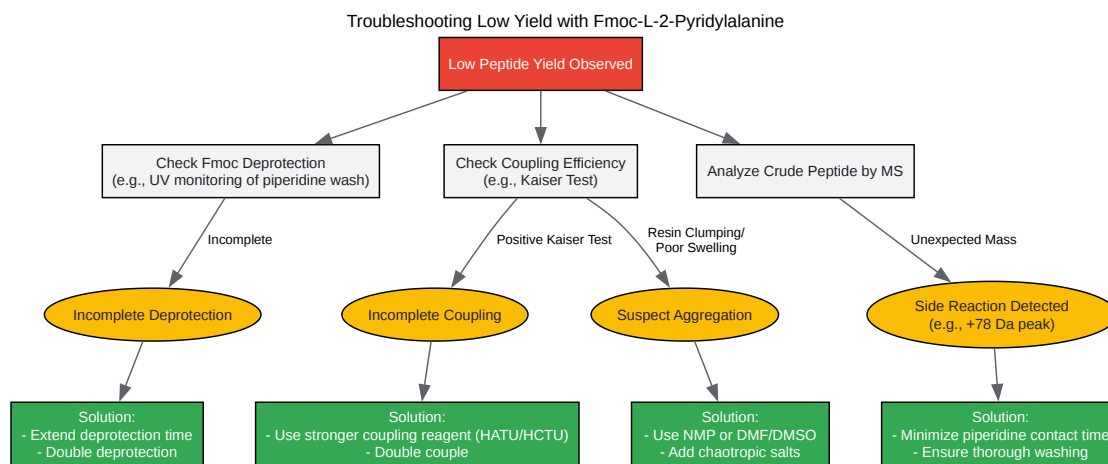 Troubleshooting Low Yield with Fmoc-L-2-Pyridylalanine
Low Peptide Yield Observed
Check Fmoc Deprotection
(e.g., UV monitoring of piperidine wash)
Check Coupling Efficiency
(e.g., Kaiser Test)
Analyze Crude Peptide by MS
Incomplete
Positive Kaiser Test
Resin Clumping/
Poor Swelling
Unexpected Mass
Incomplete Deprotection
Incomplete Coupling
Suspect Aggregation
Side Reaction Detected
(e.g., +78 Da peak)
Solution:
- Extend deprotection time
- Double deprotection
Solution:
- Use stronger coupling reagent (HATU/HCTU)
- Double couple
Solution:
- Use NMP or DMF/DMSO
- Add chaotropic salts
Solution:
- Minimize piperidine contact time
- Ensure thorough washing